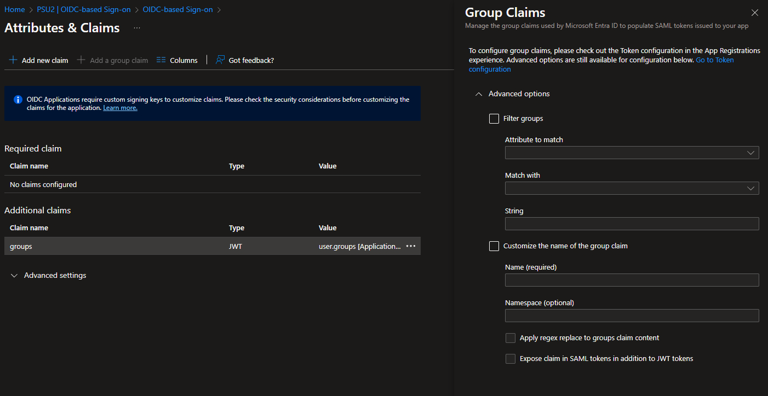 Home > PSU2 | OIDC-based Sign-on > OIDC-based Sign-on >
Attributes & Claims ...
+ Add new claim + Add a group claim Columns | Got feedback?
OIDC Applications require custom signing keys to customize claims. Please check the security considerations before customizing the
claims for the application. Learn more.
Required claim
Claim name Type Value
No claims configured
Additional claims
Claim name Type Value
groups JWT user.groups [Application... ...
Advanced settings
Group Claims
Manage the group claims used by Microsoft Entra ID to populate SAML tokens issued to your app
To configure group claims, please check out the Token configuration in the App Registrations
experience. Advanced options are still available for configuration below. Go to Token
configuration
Advanced options
Filter groups
Attribute to match
Match with
String
Customize the name of the group claim
Name (required)
Namespace (optional)
Apply regex replace to groups claim content
Expose claim in SAML tokens in addition to JWT tokens